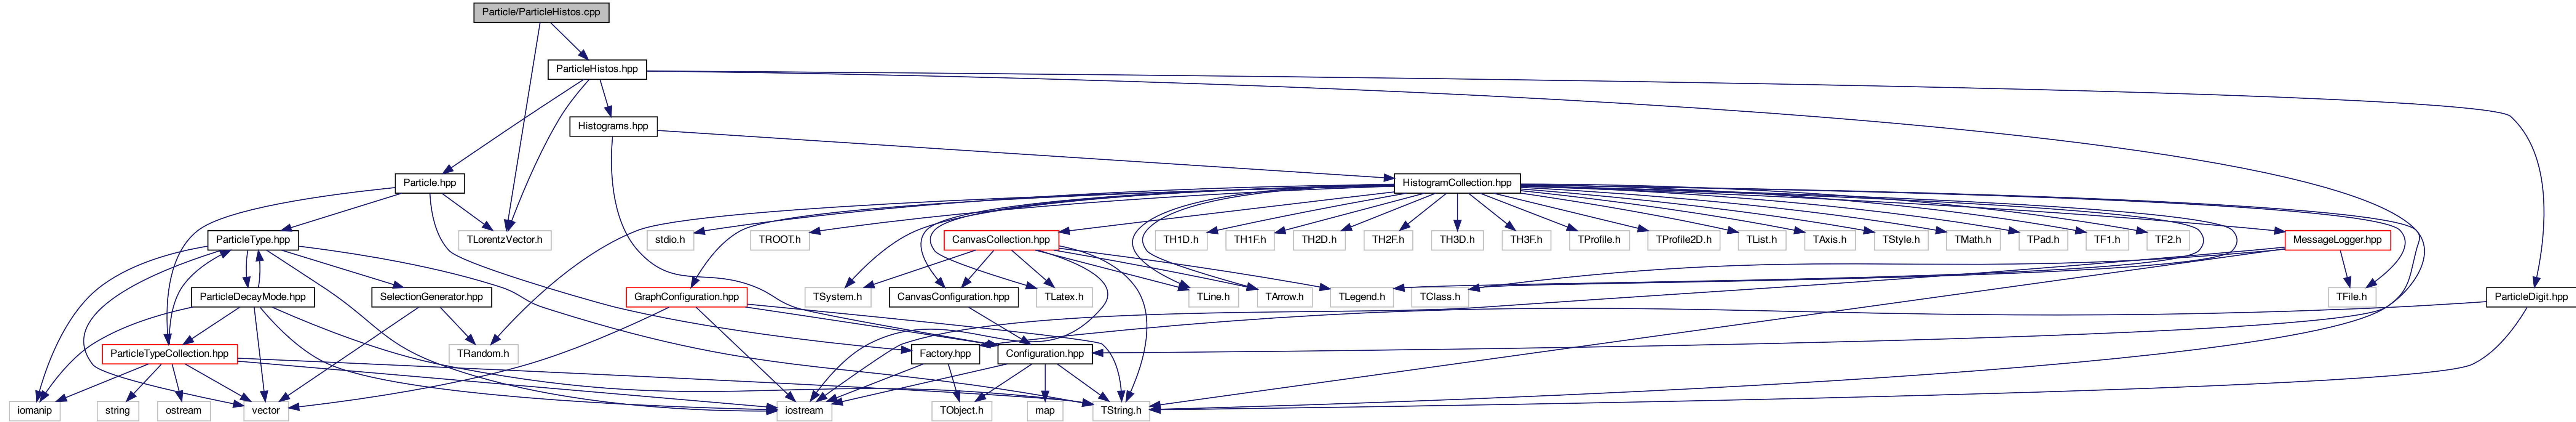 Particle/ParticleHistos.cpp
ParticleHistos.hpp
Histograms.hpp
Particle.hpp
HistogramCollection.hpp
ParticleType.hpp
TLorentzVector.h
stdio.h
TROOT.h
CanvasCollection.hpp
TH1D.h
TH1F.h
TH2D.h
TH2F.h
TH3D.h
TH3F.h
TProfile.h
TProfile2D.h
TList.h
TAxis.h
TStyle.h
TMath.h
TPad.h
TF1.h
TF2.h
MessageLogger.hpp
ParticleDecayMode.hpp
SelectionGenerator.hpp
GraphConfiguration.hpp
TSystem.h
CanvasConfiguration.hpp
TLatex.h
TLine.h
TArrow.h
TLegend.h
TClass.h
TFile.h
ParticleDigit.hpp
ParticleTypeCollection.hpp
TRandom.h
Factory.hpp
Configuration.hpp
iomanip
string
ostream
vector
iostream
TObject.h
map
TString.h